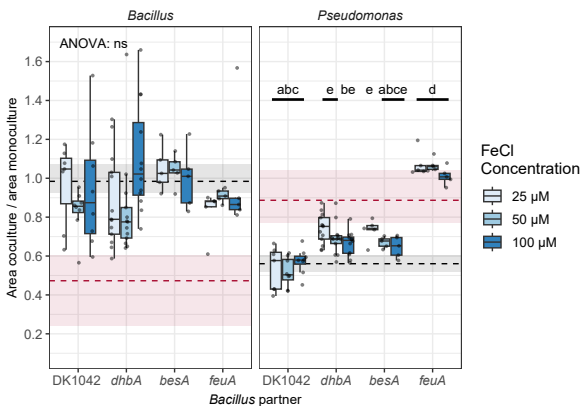 Bacillus Pseudomonas
ANOVA: ns
abc e be e abce d
1.6
1.4
1.2
1.0
0.8
0.6
0.4
0.2
Area coculture / area monoculture
DK1042 dhbA besA feuA DK1042 dhbA besA feuA
Bacillus partner
FeCl
Concentration
25 µM
50 µM
100 µM